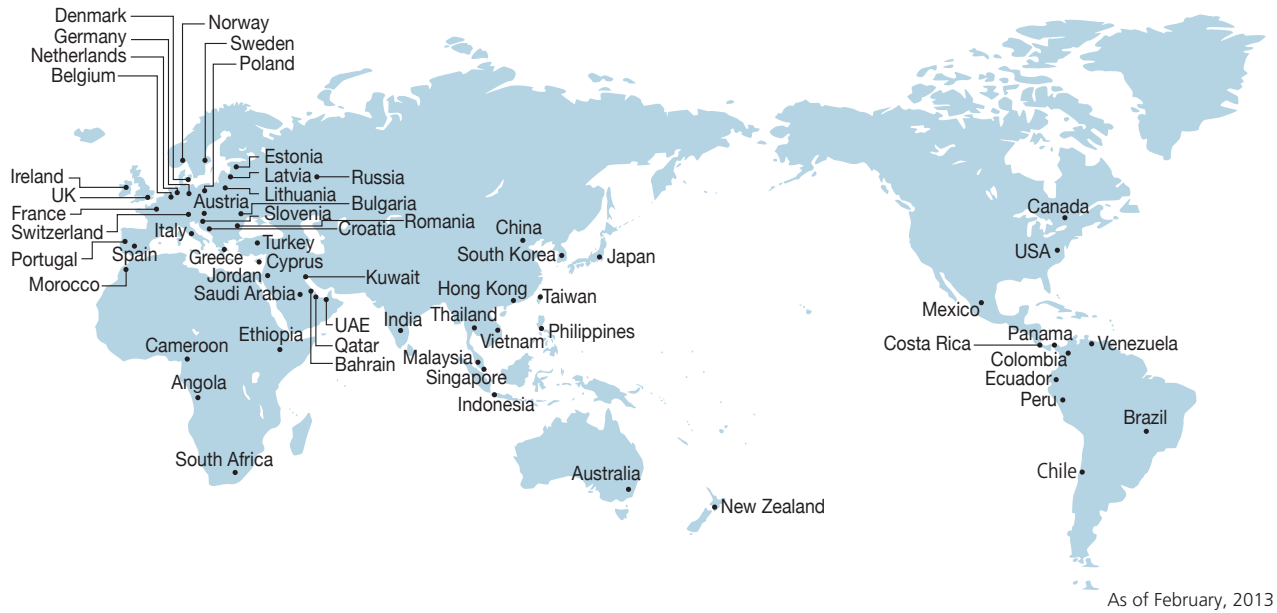 Denmark
Norway
Germany
Sweden
Netherlands
Poland
Belgium
Estonia
Ireland
Latvia
Russia
UK
Lithuania
Austria
Bulgaria
France
Slovenia
Romania
Switzerland
Italy
Croatia
Portugal
Spain
Greece
Turkey
Cyprus
Morocco
Jordan
Kuwait
Saudi Arabia
China
South Korea
Japan
Hong Kong
Taiwan
Ethiopia
UAE
India
Thailand
Vietnam
Philippines
Cameroon
Qatar
Bahrain
Malaysia
Singapore
Angola
Indonesia
South Africa
Australia
New Zealand
Canada
USA
Mexico
Panama
Costa Rica
Venezuela
Colombia
Ecuador
Peru
Brazil
Chile
As of February, 2013